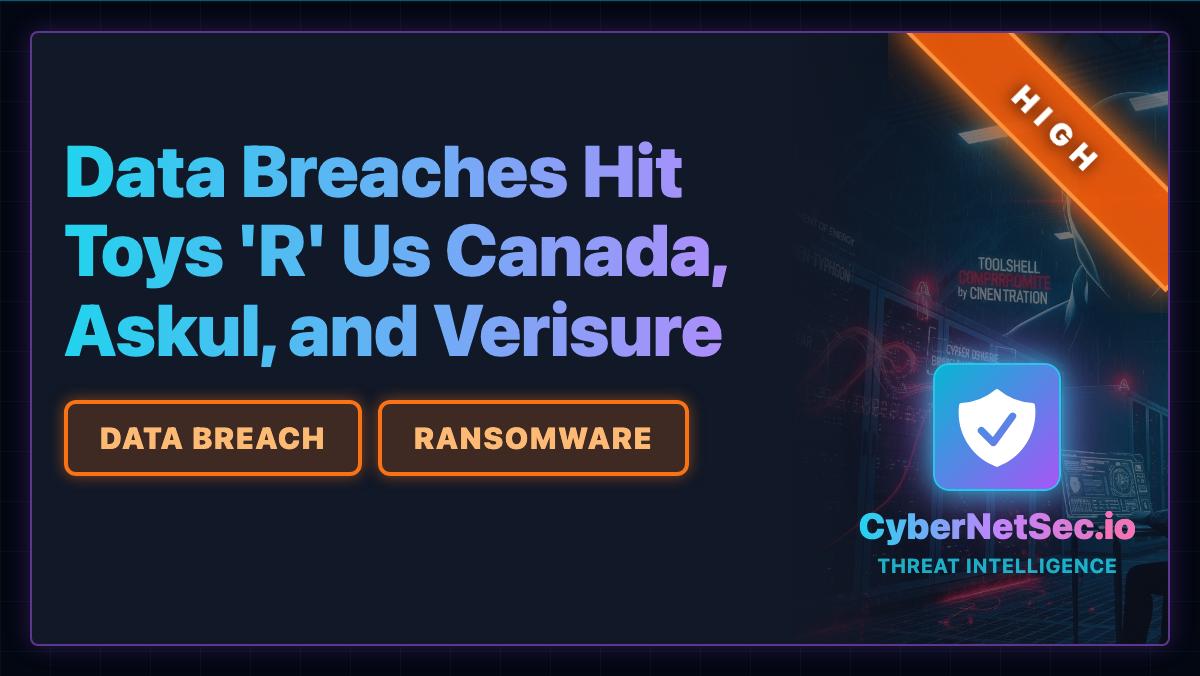 HIGH
Data Breaches Hit
Toys 'R' Us Canada,
Askul, and Verisure
DATA BREACH
RANSOMWARE
TOOLSHELL
by CINENTRATION
CyberNetSec.io
THREAT INTELLIGENCE